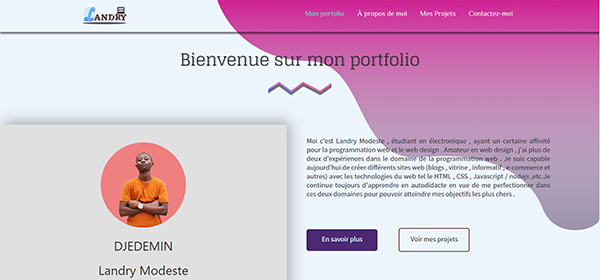 LANDRY
Mon portolio À propos de moi Mes Projets Contactez-moi
Bienvenue sur mon portfolio
Moi c'est Landry Modeste , étudiant en électronique , ayant un certaine affinité
pour la programmation web et le web design . Amateur en web design , j'ai plus de
deux d'expériences dans le domaine de la programmation web . Je suis capable
aujourd'hui de créer différents sites web (blogs , vitrine , informatif , e-commerce et
autres) avec les technologies du web tel le HTML , CSS , Javascript / nodejs ,etc.Je
continue toujours d'apprendre en autodidacte en vue de me perfectionner dans
ces deux domaines pour pouvoir atteindre mes objectifs les plus chers .
En savoir plus
Voir mes projets
DJEDEMIN
Landry Modeste